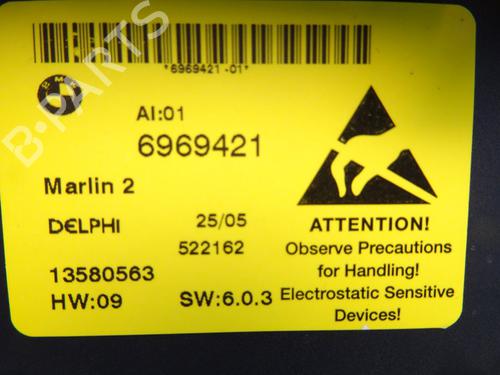 *6969421-01*
BMW
AI:01
6969421
Marlin 2
DELPHI
25/05
522162
13580563
HW:09
SW:6.0.3
ATTENTION!
Observe Precautions
for Handling!
Electrostatic Sensitive
Devices!
B-PARTS